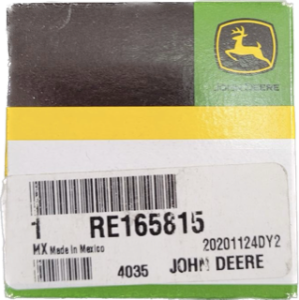 JOHN DEERE
1 RE165815
MX Made in Mexico 20201124DY2
4035 JOHN DEERE